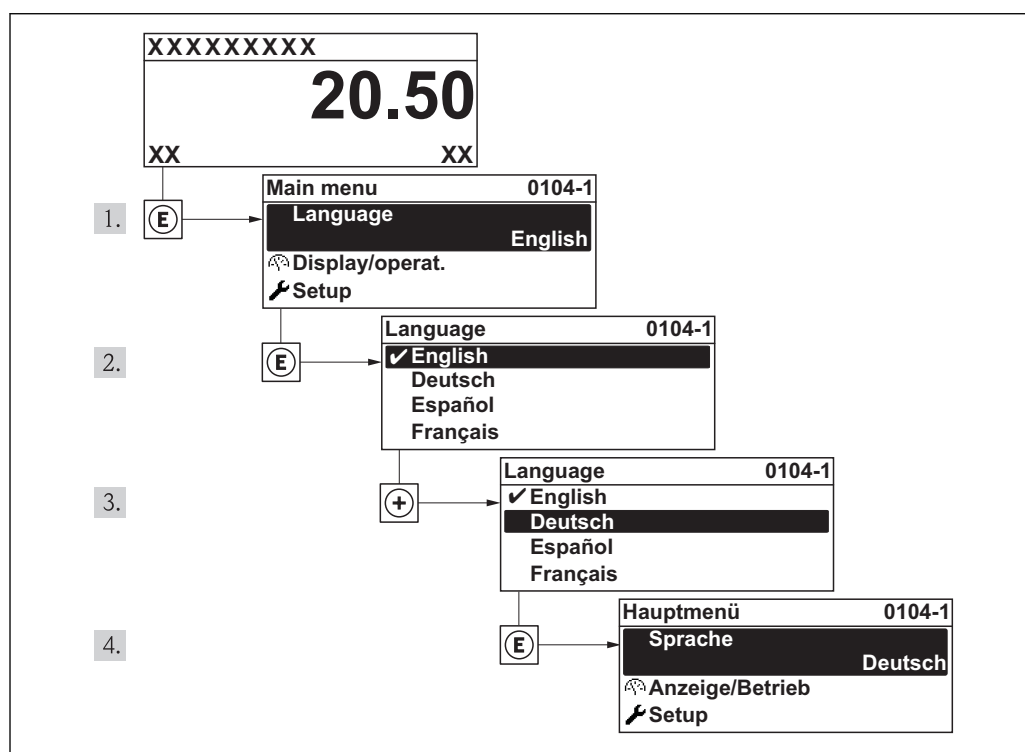 XXXXXXXXX
20.50
XX XX
1. E
Main menu 0104-1
Language
English
Display/operat.
Setup
2. E
Language 0104-1
✔ English
Deutsch
Español
Français
3. +
Language 0104-1
✔ English
Deutsch
Español
Français
4. E
Hauptmenü 0104-1
Sprache
Deutsch
Anzeige/Betrieb
Setup